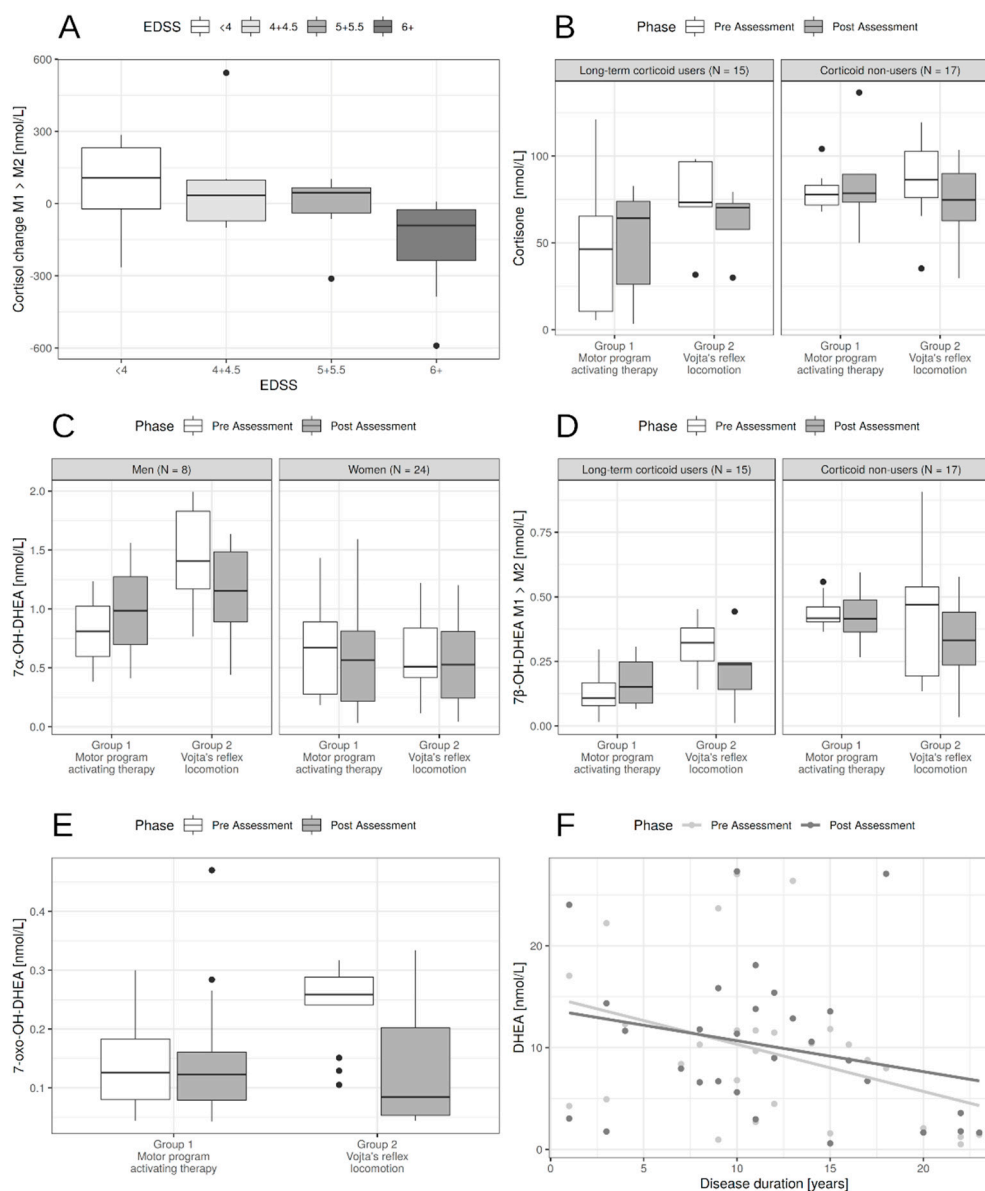 A
EDSS <4 4+4.5 5+5.5 6+
Cortisol change M1 > M2 [nmol/L]
600
300
0
-300
-600
<4 4+4.5 5+5.5 6+
EDSS
B
Phase Pre Assessment Post Assessment
Long-term corticoid users (N = 15) Corticoid non-users (N = 17)
Cortisone [nmol/L]
100
50
0
Group 1 Group 2 Group 1 Group 2
Motor program Vojta's reflex Motor program Vojta's reflex
activating therapy locomotion activating therapy locomotion
C
Phase Pre Assessment Post Assessment
Men (N = 8) Women (N = 24)
7α-OH-DHEA [nmol/L]
2.0
1.5
1.0
0.5
0.0
Group 1 Group 2 Group 1 Group 2
Motor program Vojta's reflex Motor program Vojta's reflex
activating therapy locomotion activating therapy locomotion
D
Phase Pre Assessment Post Assessment
Long-term corticoid users (N = 15) Corticoid non-users (N = 17)
7β-OH-DHEA M1 > M2 [nmol/L]
0.75
0.50
0.25
0.00
Group 1 Group 2 Group 1 Group 2
Motor program Vojta's reflex Motor program Vojta's reflex
activating therapy locomotion activating therapy locomotion
E
Phase Pre Assessment Post Assessment
7-oxo-OH-DHEA [nmol/L]
0.4
0.3
0.2
0.1
Group 1 Group 2
Motor program Vojta's reflex
activating therapy locomotion
F
Phase Pre Assessment Post Assessment
DHEA [nmol/L]
20
10
0
0 5 10 15 20
Disease duration [years]